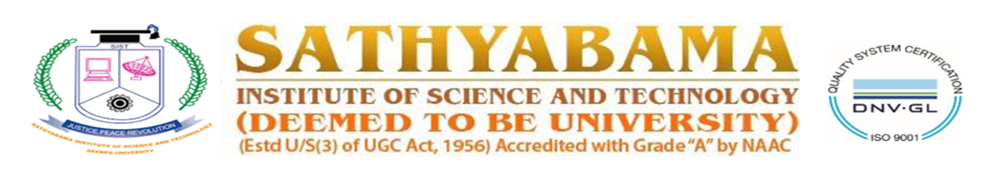 SIST
JUSTICE PEACE REVOLUTION
SATHYABAMA INSTITUTE OF SCIENCE AND TECHNOLOGY
DEEMED UNIVERSITY
SATHYABAMA
INSTITUTE OF SCIENCE AND TECHNOLOGY
(DEEMED TO BE UNIVERSITY)
(Estd U/S(3) of UGC Act, 1956) Accredited with Grade “A” by NAAC
QUALITY SYSTEM CERTIFICATION
DNV·GL
ISO 9001